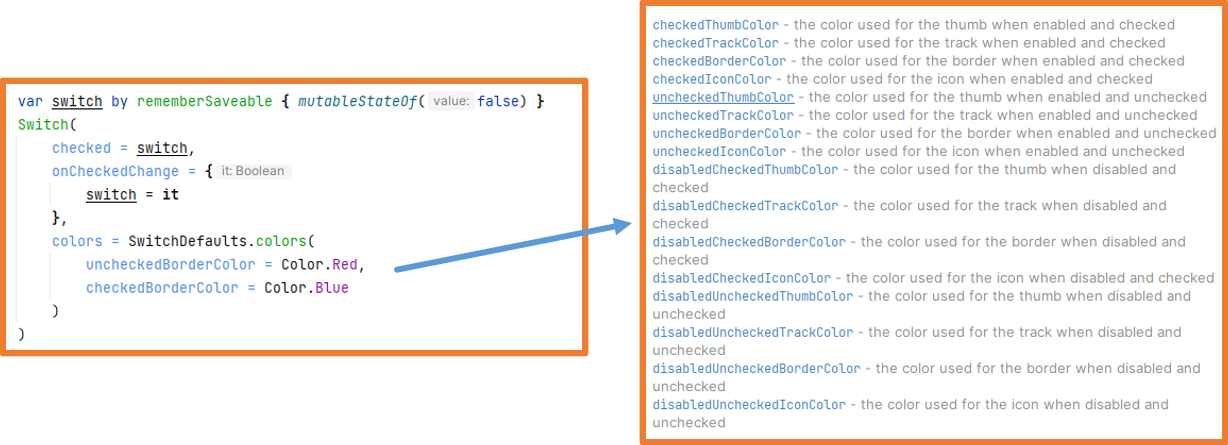 var switch by rememberSaveable { mutableStateOf( value: false) }
Switch(
checked = switch,
onCheckedChange = { it: Boolean
switch = it
},
colors = SwitchDefaults.colors(
uncheckedBorderColor = Color.Red,
checkedBorderColor = Color.Blue
)
)
checkedThumbColor - the color used for the thumb when enabled and checked
checkedTrackColor - the color used for the track when enabled and checked
checkedBorderColor - the color used for the border when enabled and checked
checkedIconColor - the color used for the icon when enabled and checked
uncheckedThumbColor - the color used for the thumb when enabled and unchecked
uncheckedTrackColor - the color used for the track when enabled and unchecked
uncheckedBorderColor - the color used for the border when enabled and unchecked
uncheckedIconColor - the color used for the icon when enabled and unchecked
disabledCheckedThumbColor - the color used for the thumb when disabled and
checked
disabledCheckedTrackColor - the color used for the track when disabled and
checked
disabledCheckedBorderColor - the color used for the border when disabled and
checked
disabledCheckedIconColor - the color used for the icon when disabled and checked
disabledUncheckedThumbColor - the color used for the thumb when disabled and
unchecked
disabledUncheckedTrackColor - the color used for the track when disabled and
unchecked
disabledUncheckedBorderColor - the color used for the border when disabled and
unchecked
disabledUncheckedIconColor - the color used for the icon when disabled and
unchecked